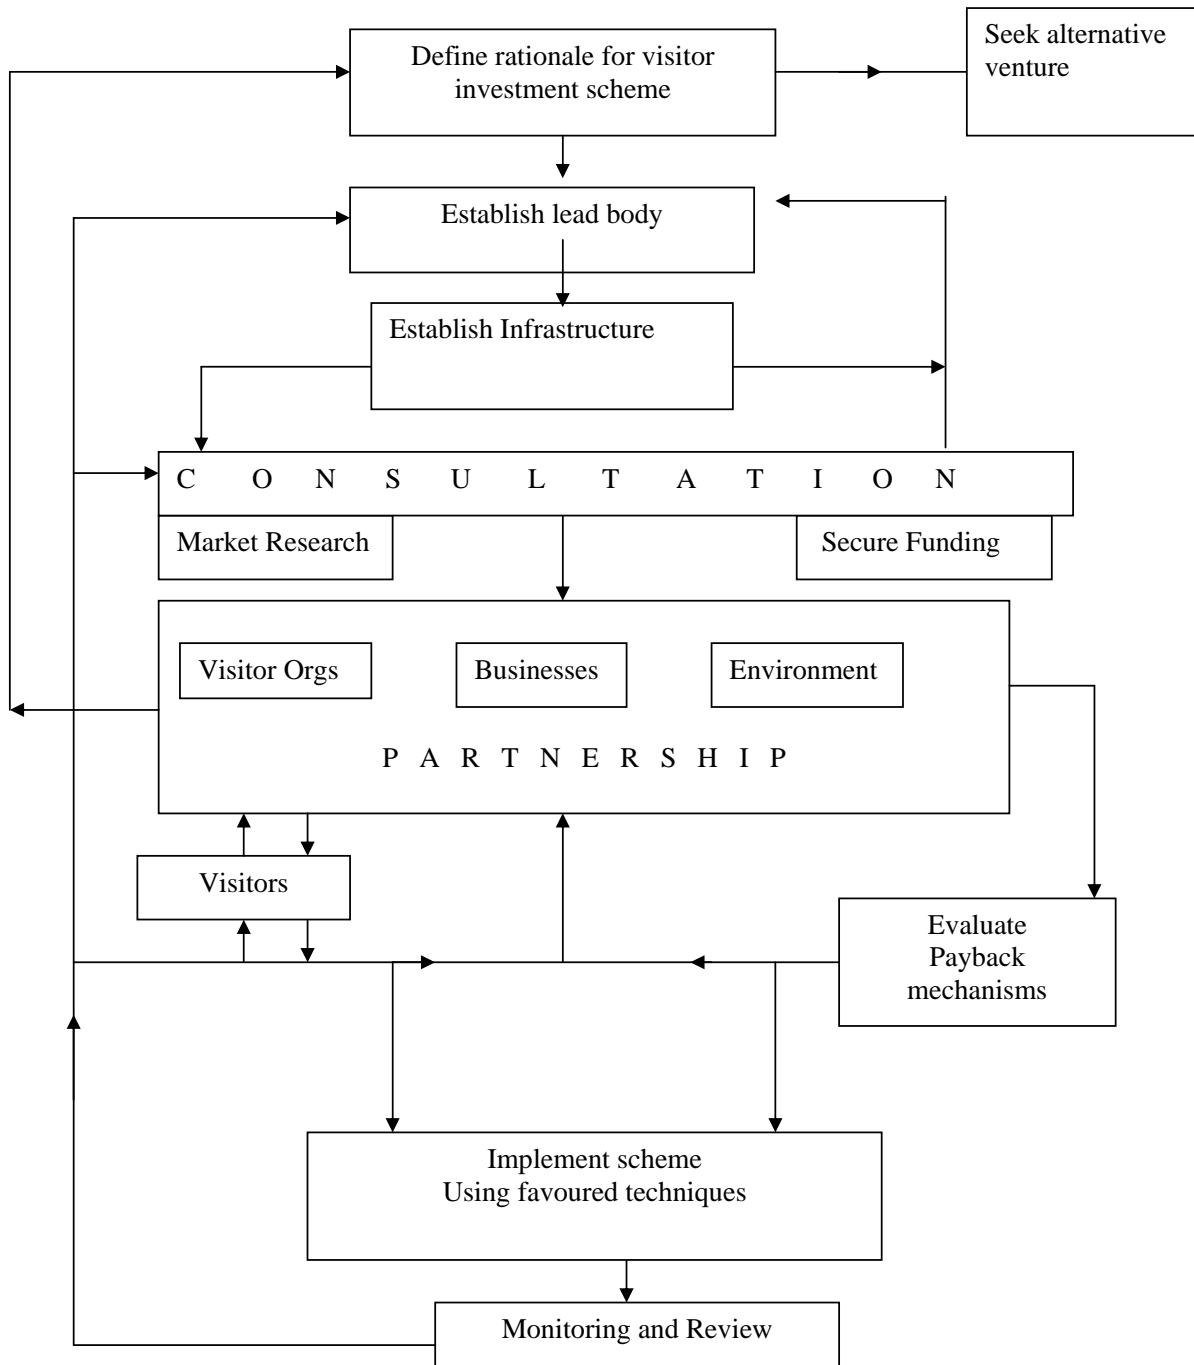 Define rationale for visitor
investment scheme
Seek alternative
venture
Establish lead body
Establish Infrastructure
C O N S U L T A T I O N
Market Research
Secure Funding
Visitor Orgs
Businesses
Environment
P A R T N E R S H I P
Visitors
Evaluate
Payback
mechanisms
Implement scheme
Using favoured techniques
Monitoring and Review